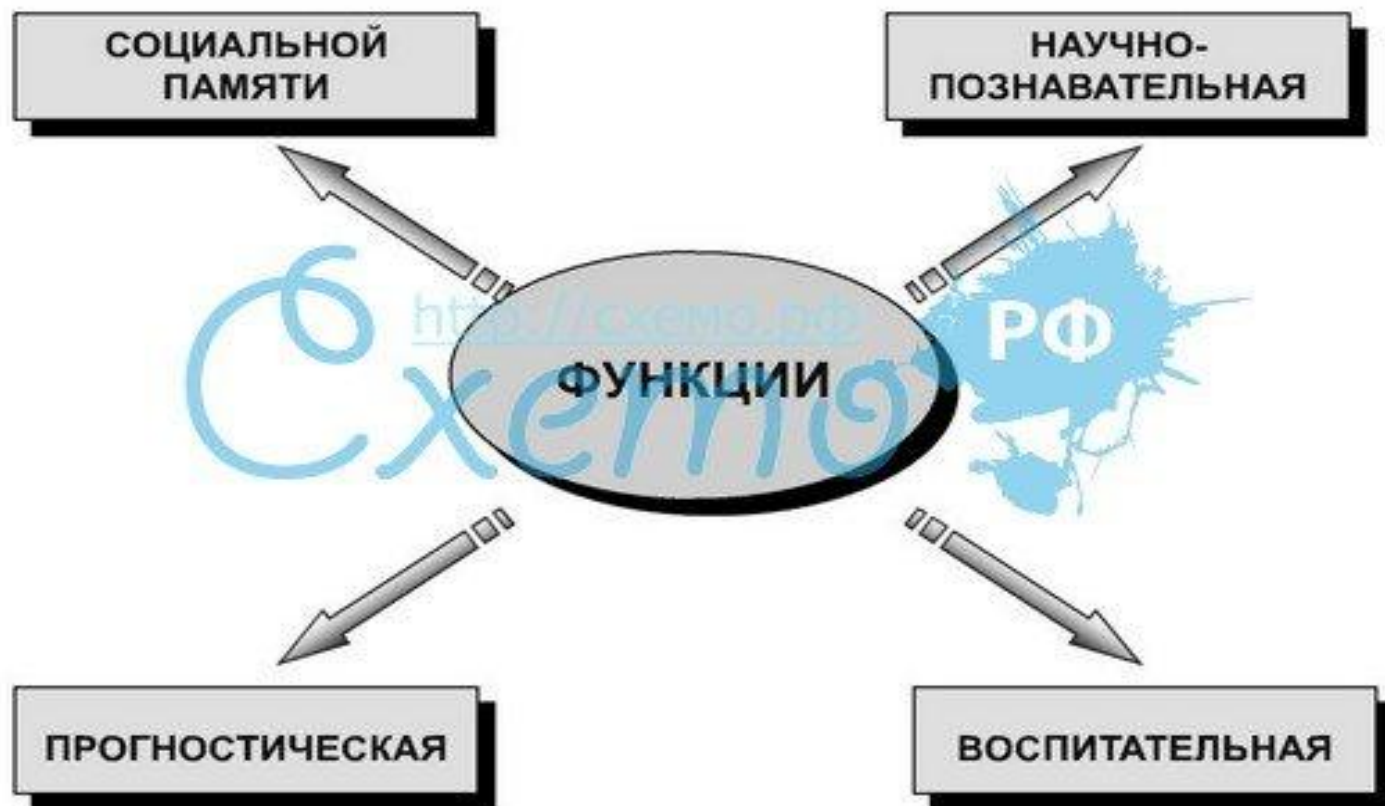 СОЦИАЛЬНОЙ
ПАМЯТИ
НАУЧНО-
ПОЗНАВАТЕЛЬНАЯ
http://схемо.рф
Схемо
РФ
ФУНКЦИИ
ПРОГНОСТИЧЕСКАЯ
ВОСПИТАТЕЛЬНАЯ